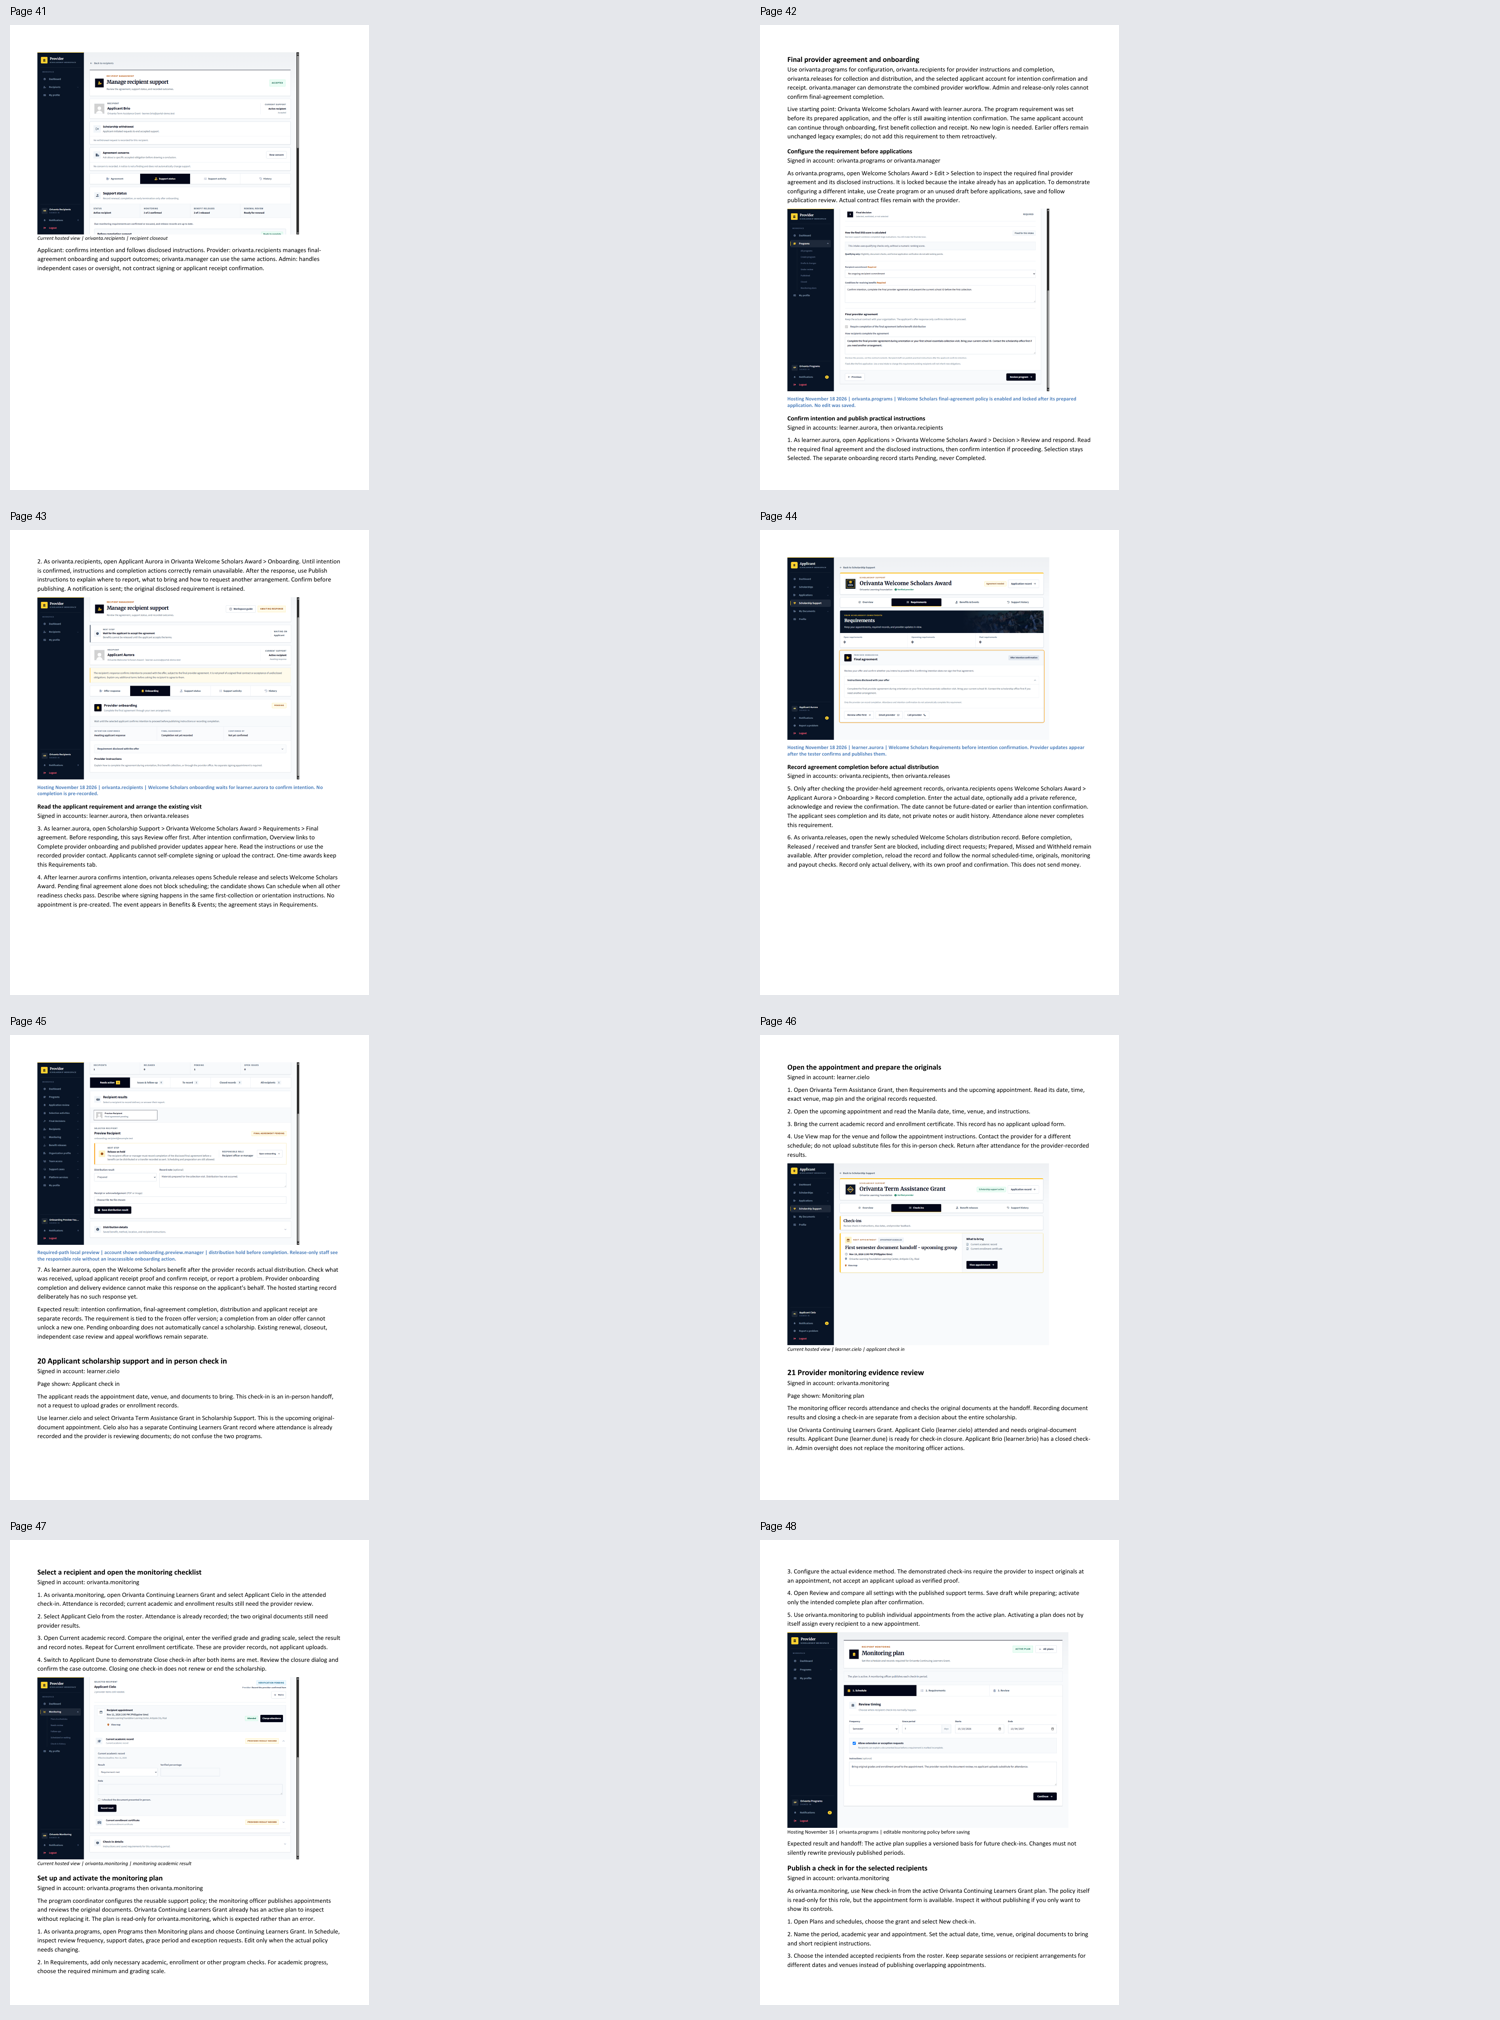 Page 41
Provider
Manage recipient support
Applicant Brio
Scholarship withdrawal
Agreement concerns
Support status
Support status
Current hosted view | orivanta.recipients | recipient closeout
Applicant: confirms intention and follows disclosed instructions. Provider: orivanta.recipients manages final-
agreement onboarding and support outcomes; orivanta.manager can use the same actions. Admin: handles
independent cases or oversight, not contract signing or applicant receipt confirmation.
Page 42
Final provider agreement and onboarding
Use orivanta.programs for configuration, orivanta.recipients for provider instructions and completion,
orivanta.releases for collection and distribution, and the selected applicant account for intention confirmation and
receipt. orivanta.manager can demonstrate the combined provider workflow. Admin and release-only roles cannot
confirm final-agreement completion.
Live starting point: Orivanta Welcome Scholars Award with learner.aurora. The program requirement was set
before its prepared application, and the offer is still awaiting intention confirmation. The same applicant account
can continue through onboarding, first benefit collection and receipt. No new login is needed. Earlier offers remain
unchanged legacy examples; do not add this requirement to them retroactively.
Configure the requirement before applications
Signed in account: orivanta.programs or orivanta.manager
As orivanta.programs, open Welcome Scholars Award > Edit > Selection to inspect the required final provider
agreement and its disclosed instructions. It is locked because the intake already has an application. To demonstrate
configuring a different intake, use Create program or an unused draft before applications, save and follow
publication review. Actual contract files remain with the provider.
Provider
Final provider agreement
Hosting November 18 2026 | orivanta.programs | Welcome Scholars final-agreement policy is enabled and locked after its prepared
application. No edit was saved.
Confirm intention and publish practical instructions
Signed in accounts: learner.aurora, then orivanta.recipients
1. As learner.aurora, open Applications > Orivanta Welcome Scholars Award > Decision > Review and respond. Read
the required final agreement and the disclosed instructions, then confirm intention if proceeding. Selection stays
Selected. The separate onboarding record starts Pending, never Completed.
Page 43
2. As orivanta.recipients, open Applicant Aurora in Orivanta Welcome Scholars Award > Onboarding. Until intention
is confirmed, instructions and completion actions correctly remain unavailable. After the response, use Publish
instructions to explain where to report, what to bring and how to request another arrangement. Confirm before
publishing. A notification is sent; the original disclosed requirement is retained.
Provider
Manage recipient support
Applicant Aurora
Onboarding
Provider onboarding
Hosting November 18 2026 | orivanta.recipients | Welcome Scholars onboarding waits for learner.aurora to confirm intention. No
completion is pre-recorded.
Read the applicant requirement and arrange the existing visit
Signed in accounts: learner.aurora, then orivanta.releases
3. As learner.aurora, open Scholarship Support > Orivanta Welcome Scholars Award > Requirements > Final
agreement. Before responding, this says Review offer first. After intention confirmation, Overview links to
Complete provider onboarding and published provider updates appear here. Read the instructions or use the
recorded provider contact. Applicants cannot self-complete signing or upload the contract. One-time awards keep
this Requirements tab.
4. After learner.aurora confirms intention, orivanta.releases opens Schedule release and selects Welcome Scholars
Award. Pending final agreement alone does not block scheduling; the candidate shows Can schedule when all other
readiness checks pass. Describe where signing happens in the same first-collection or orientation instructions. No
appointment is pre-created. The event appears in Benefits & Events; the agreement stays in Requirements.
Page 44
Applicant
Orivanta Welcome Scholars Award
Requirements
Requirements
Final agreement
Hosting November 18 2026 | learner.aurora | Welcome Scholars Requirements before intention confirmation. Provider updates appear
after the tester confirms and publishes them.
Record agreement completion before actual distribution
Signed in accounts: orivanta.recipients, then orivanta.releases
5. Only after checking the provider-held agreement records, orivanta.recipients opens Welcome Scholars Award >
Applicant Aurora > Onboarding > Record completion. Enter the actual date, optionally add a private reference,
acknowledge and review the confirmation. The date cannot be future-dated or earlier than intention confirmation.
The applicant sees completion and its date, not private notes or audit history. Attendance alone never completes
this requirement.
6. As orivanta.releases, open the newly scheduled Welcome Scholars distribution record. Before completion,
Released / received and transfer Sent are blocked, including direct requests; Prepared, Missed and Withheld remain
available. After provider completion, reload the record and follow the normal scheduled-time, originals, monitoring
and payout checks. Record only actual delivery, with its own proof and confirmation. This does not send money.
Page 45
Provider
Recipient results
Preview Recipient
Distribution details
Required-path local preview | account shown onboarding.preview.manager | distribution hold before completion. Release-only staff see
the responsible role without an inaccessible onboarding action.
7. As learner.aurora, open the Welcome Scholars benefit after the provider records actual distribution. Check what
was received, upload applicant receipt proof and confirm receipt, or report a problem. Provider onboarding
completion and delivery evidence cannot make this response on the applicant's behalf. The hosted starting record
deliberately has no such response yet.
Expected result: intention confirmation, final-agreement completion, distribution and applicant receipt are
separate records. The requirement is tied to the frozen offer version; a completion from an older offer cannot
unlock a new one. Pending onboarding does not automatically cancel a scholarship. Existing renewal, closeout,
independent case review and appeal workflows remain separate.
20 Applicant scholarship support and in person check in
Signed in account: learner.cielo
Page shown: Applicant check in
The applicant reads the appointment date, venue, and documents to bring. This check-in is an in-person handoff,
not a request to upload grades or enrollment records.
Use learner.cielo and select Orivanta Term Assistance Grant in Scholarship Support. This is the upcoming original-
document appointment. Cielo also has a separate Continuing Learners Grant record where attendance is already
recorded and the provider is reviewing documents; do not confuse the two programs.
Page 46
Open the appointment and prepare the originals
Signed in account: learner.cielo
1. Open Orivanta Term Assistance Grant, then Requirements and the upcoming appointment. Read its date, time,
exact venue, map pin and the original records requested.
2. Open the upcoming appointment and read the Manila date, time, venue, and instructions.
3. Bring the current academic record and enrollment certificate. This record has no applicant upload form.
4. Use View map for the venue and follow the appointment instructions. Contact the provider for a different
schedule; do not upload substitute files for this in-person check. Return after attendance for the provider-recorded
results.
Applicant
Orivanta Term Assistance Grant
Check-ins
Check-ins
First semester document handoff - upcoming group
Current hosted view | learner.cielo | applicant check in
21 Provider monitoring evidence review
Signed in account: orivanta.monitoring
Page shown: Monitoring plan
The monitoring officer records attendance and checks the original documents at the handoff. Recording document
results and closing a check-in are separate from a decision about the entire scholarship.
Use Orivanta Continuing Learners Grant. Applicant Cielo (learner.cielo) attended and needs original-document
results. Applicant Dune (learner.dune) is ready for check-in closure. Applicant Brio (learner.brio) has a closed check-
in. Admin oversight does not replace the monitoring officer actions.
Page 47
Select a recipient and open the monitoring checklist
Signed in account: orivanta.monitoring
1. As orivanta.monitoring, open Orivanta Continuing Learners Grant and select Applicant Cielo in the attended
check-in. Attendance is recorded; current academic and enrollment results still need the provider review.
2. Select Applicant Cielo from the roster. Attendance is already recorded; the two original documents still need
provider results.
3. Open Current academic record. Compare the original, enter the verified grade and grading scale, select the result
and record notes. Repeat for Current enrollment certificate. These are provider records, not applicant uploads.
4. Switch to Applicant Dune to demonstrate Close check-in after both items are met. Review the closure dialog and
confirm the case outcome. Closing one check-in does not renew or end the scholarship.
Provider
Applicant Cielo
Current hosted view | orivanta.monitoring | monitoring academic result
Set up and activate the monitoring plan
Signed in account: orivanta.programs then orivanta.monitoring
The program coordinator configures the reusable support policy; the monitoring officer publishes appointments
and reviews the original documents. Orivanta Continuing Learners Grant already has an active plan to inspect
without replacing it. The plan is read-only for orivanta.monitoring, which is expected rather than an error.
1. As orivanta.programs, open Programs then Monitoring plans and choose Continuing Learners Grant. In Schedule,
inspect review frequency, support dates, grace period and exception requests. Edit only when the actual policy
needs changing.
2. In Requirements, add only necessary academic, enrollment or other program checks. For academic progress,
choose the required minimum and grading scale.
Page 48
3. Configure the actual evidence method. The demonstrated check-ins require the provider to inspect originals at
an appointment, not accept an applicant upload as verified proof.
4. Open Review and compare all settings with the published support terms. Save draft while preparing; activate
only the intended complete plan after confirmation.
5. Use orivanta.monitoring to publish individual appointments from the active plan. Activating a plan does not by
itself assign every recipient to a new appointment.
Provider
Monitoring plan
Review timing
Hosting November 16 | orivanta.programs | editable monitoring policy before saving
Expected result and handoff: The active plan supplies a versioned basis for future check-ins. Changes must not
silently rewrite previously published periods.
Publish a check in for the selected recipients
Signed in account: orivanta.monitoring
As orivanta.monitoring, use New check-in from the active Orivanta Continuing Learners Grant plan. The policy itself
is read-only for this role, but the appointment form is available. Inspect it without publishing if you only want to
show its controls.
1. Open Plans and schedules, choose the grant and select New check-in.
2. Name the period, academic year and appointment. Set the actual date, time, venue, original documents to bring
and short recipient instructions.
3. Choose the intended accepted recipients from the roster. Keep separate sessions or recipient arrangements for
different dates and venues instead of publishing overlapping appointments.